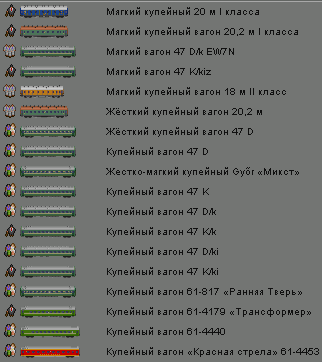 Мягкий купейный 20 м I класса
Мягкий купейный вагон 20,2 м I класса
Мягкий вагон 47 D/k EW7N
Мягкий вагон 47 K/kiz
Мягкий купейный вагон 18 м II класс
Жёсткий купейный вагон 20,2 м
Жёсткий купейный вагон 47 D
Купейный вагон 47 D
Жестко-мягкий купейный Győr «Микст»
Купейный вагон 47 K
Купейный вагон 47 D/k
Купейный вагон 47 K/k
Купейный вагон 47 D/ki
Купейный вагон 47 K/ki
Купейный вагон 61-817 «Ранняя Тверь»
Купейный вагон 61-4179 «Трансформер»
Купейный вагон 61-4440
Купейный вагон «Красная стрела» 61-4453